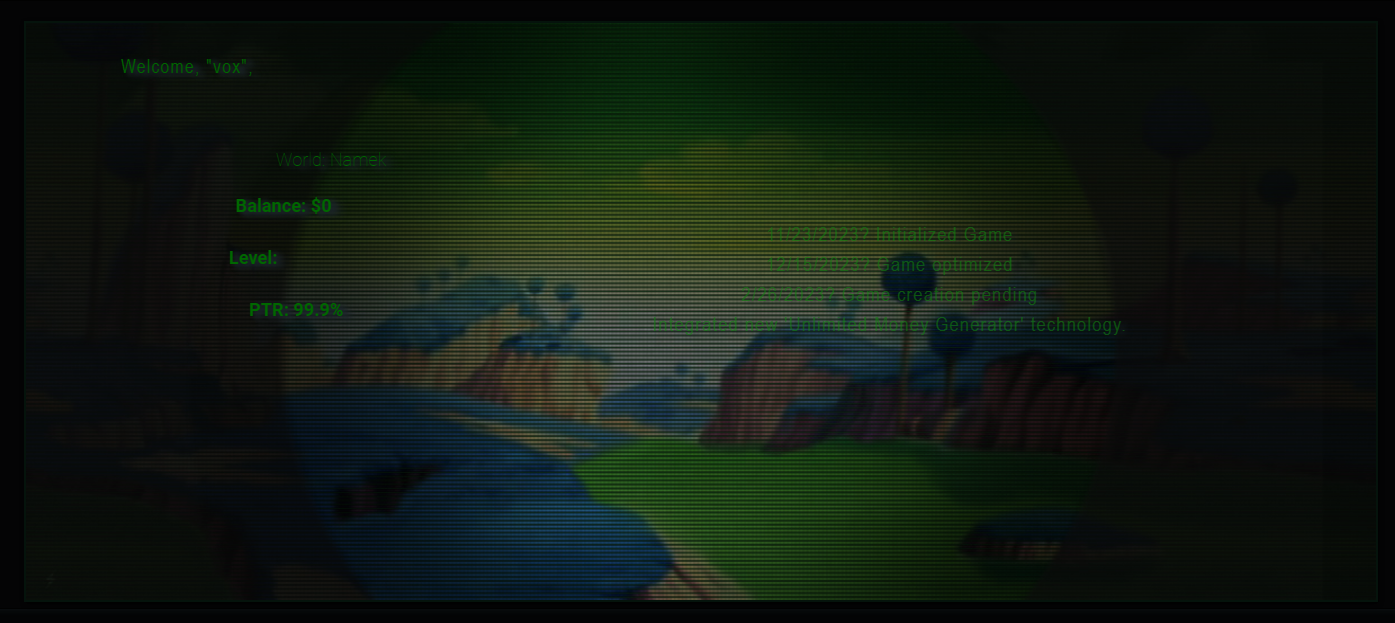 Welcome, "vox",
World: Namek
Balance: $0
Level:
PTR: 99.9%
11/23/2023? Initialized Game
12/15/2023? Game optimized
2/26/2023? Game creation pending
Integrated new 'Unlimited Money Generator' technology.